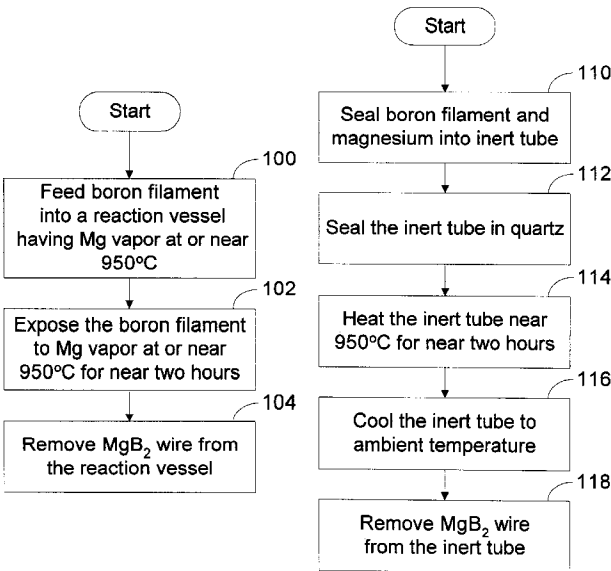 Start
100
Feed boron filament
into a reaction vessel
having Mg vapor at or near
950ºC
102
Expose the boron filament
to Mg vapor at or near
950ºC for near two hours
104
Remove MgB₂ wire from
the reaction vessel
Start
110
Seal boron filament and
magnesium into inert tube
112
Seal the inert tube in quartz
114
Heat the inert tube near
950ºC for near two hours
116
Cool the inert tube to
ambient temperature
118
Remove MgB₂ wire
from the inert tube